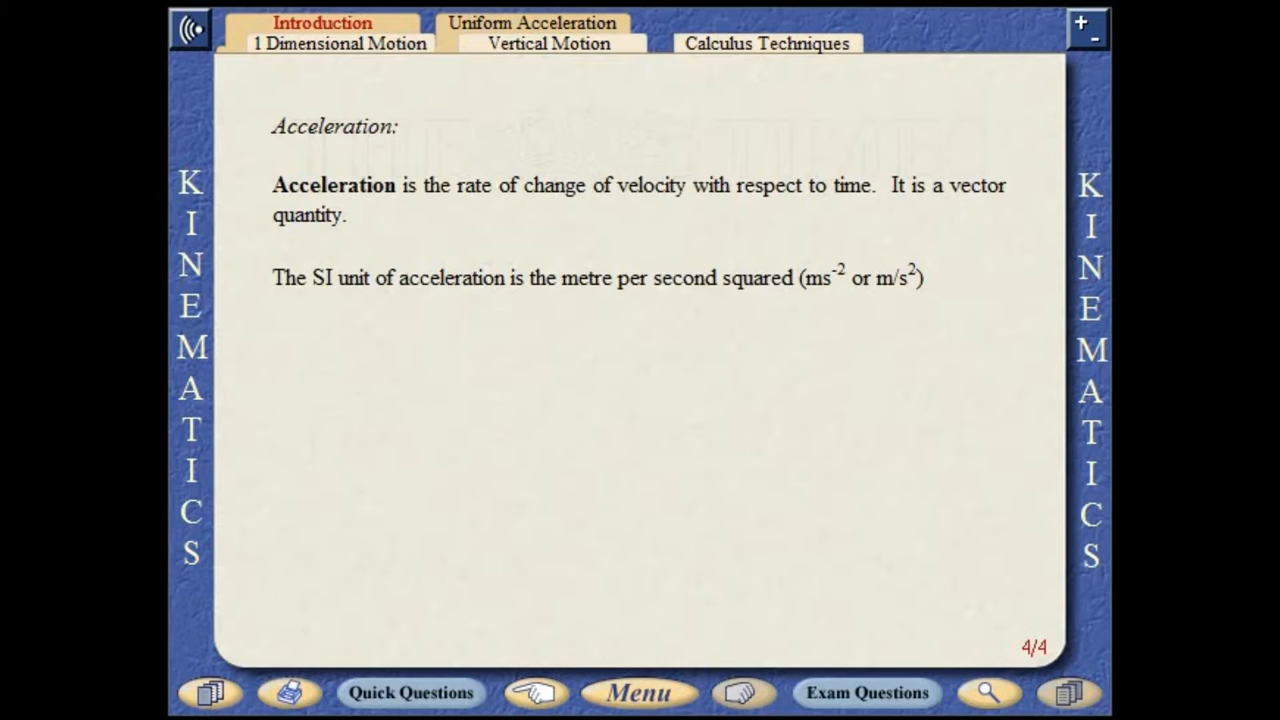 Introduction
Uniform Acceleration
1 Dimensional Motion
Vertical Motion
Calculus Techniques
+
-
Acceleration:
Acceleration is the rate of change of velocity with respect to time. It is a vector
quantity.
The SI unit of acceleration is the metre per second squared (ms⁻² or m/s²)
KINEMATICS
KINEMATICS
4/4
Quick Questions
Menu
Exam Questions